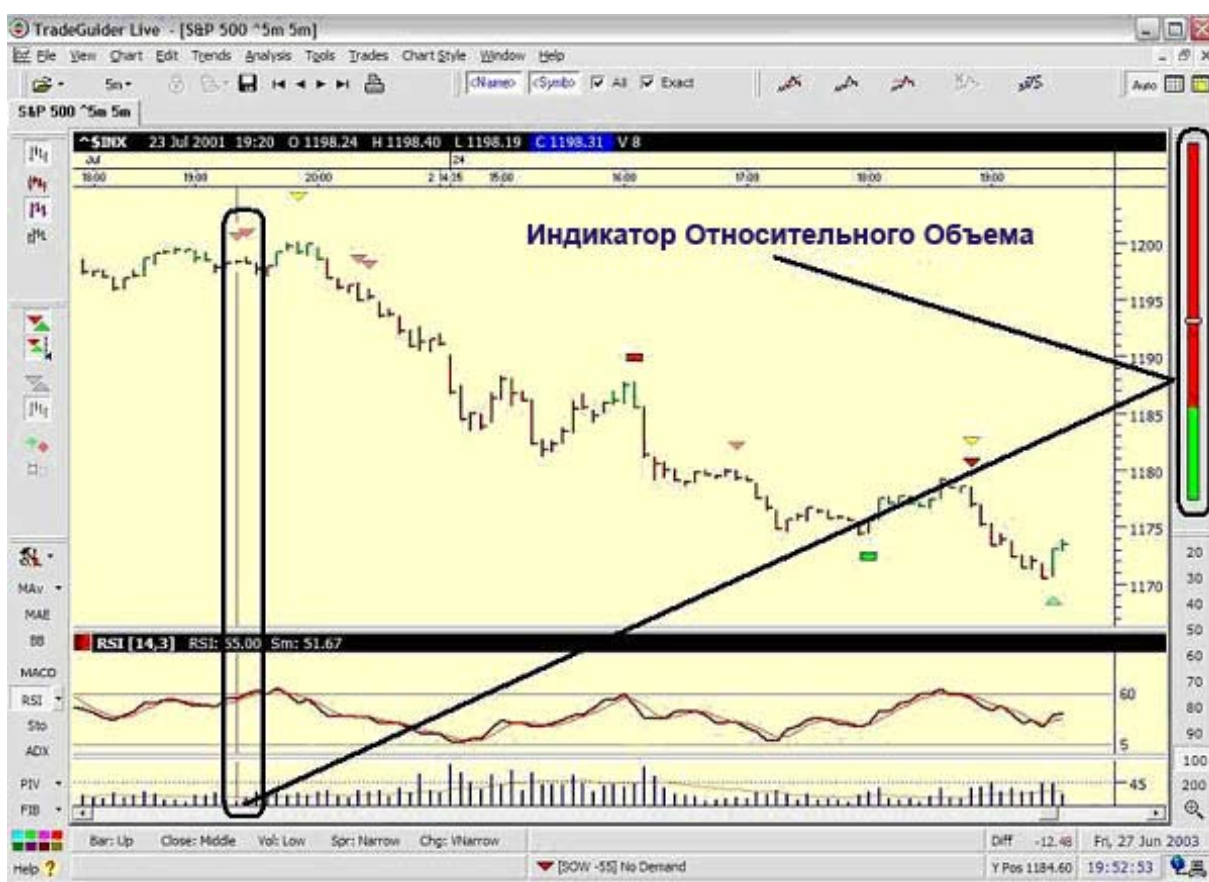 TradeGuider Live - [S&P 500 ^5m 5m]
File View Chart Edit Trends Analysis Tools Trades Chart Style Window Help
5m <Name> <Symbo All Exact Auto
S&P 500 ^5m 5m
^$INX 23 Jul 2001 19:20 O 1198.24 H 1198.40 L 1198.19 C 1198.31 V 8
Jul 24
18:00 19:00 20:00 15:00 16:00 17:00 18:00 19:00
Индикатор Относительного Объема
1200
1195
1190
1185
1180
1175
1170
20
30
40
50
60
70
80
90
100
200
MAv
MAE
BB
MACD
RSI
Sto
ADX
PIV
FIB
RSI [14,3] RSI: 55.00 Sm: 51.67
60
5
45
Bar: Up Close: Middle Vol: Low Spr: Narrow Chg: VNarrow Diff -12.48 Fri, 27 Jun 2003
Help ? [SOW -55] No Demand Y Pos 1184.60 19:52:53